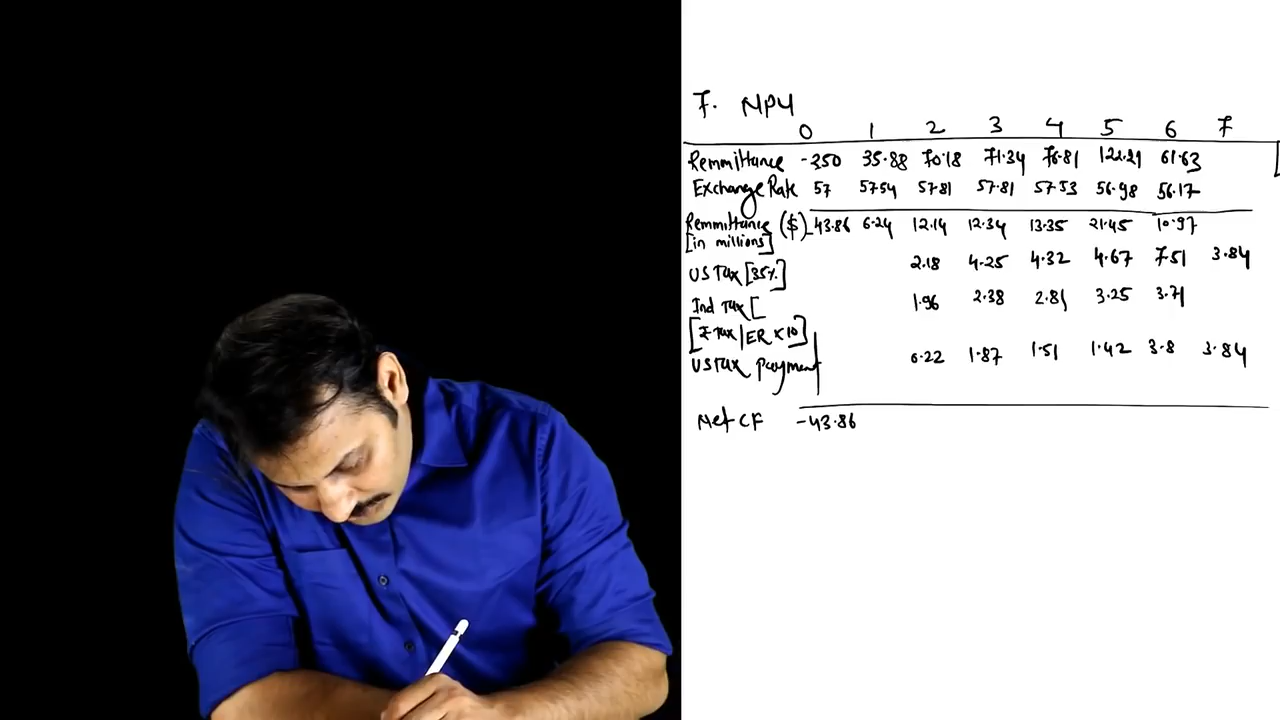 7. NPV
0 1 2 3 4 5 6 7
Remmittance -250 35.88 70.18 71.34 76.81 122.21 61.63
Exchange Rate 57 57.54 57.81 57.81 57.53 56.98 56.17
Remmittance ($) -43.86 6.24 12.14 12.34 13.35 21.45 10.97
[in millions]
US Tax [35%] 2.18 4.25 4.32 4.67 7.51 3.84
Ind Tax [ 1.96 2.38 2.81 3.25 3.71
[₹ Tax | ER × 10]
US Tax payment 0.22 1.87 1.51 1.42 3.8 3.84
Net CF -43.86